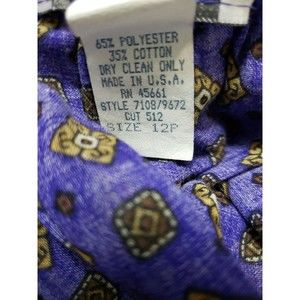 65% POLYESTER
35% COTTON
DRY CLEAN ONLY
MADE IN U.S.A.
RN 45661
STYLE 7108/9672
CUT 512
SIZE 12P